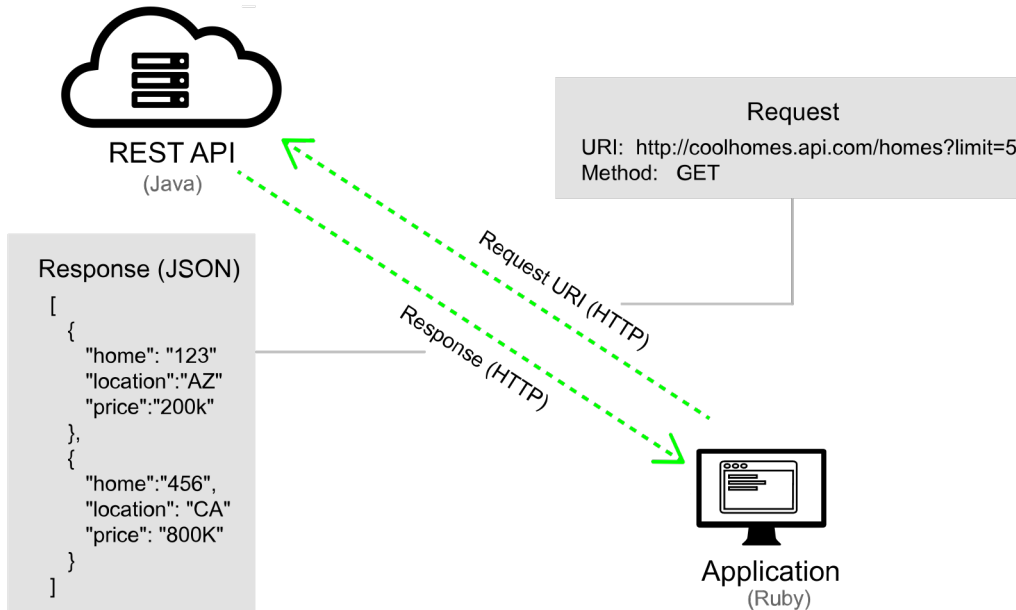 REST API
(Java)
Request
URI:  http://coolhomes.api.com/homes?limit=5
Method:   GET
Request URI (HTTP)
Response (HTTP)
Response (JSON)
[
{
"home": "123"
"location":"AZ"
"price":"200k"
},
{
"home":"456",
"location": "CA"
"price": "800K"
}
]
Application
(Ruby)